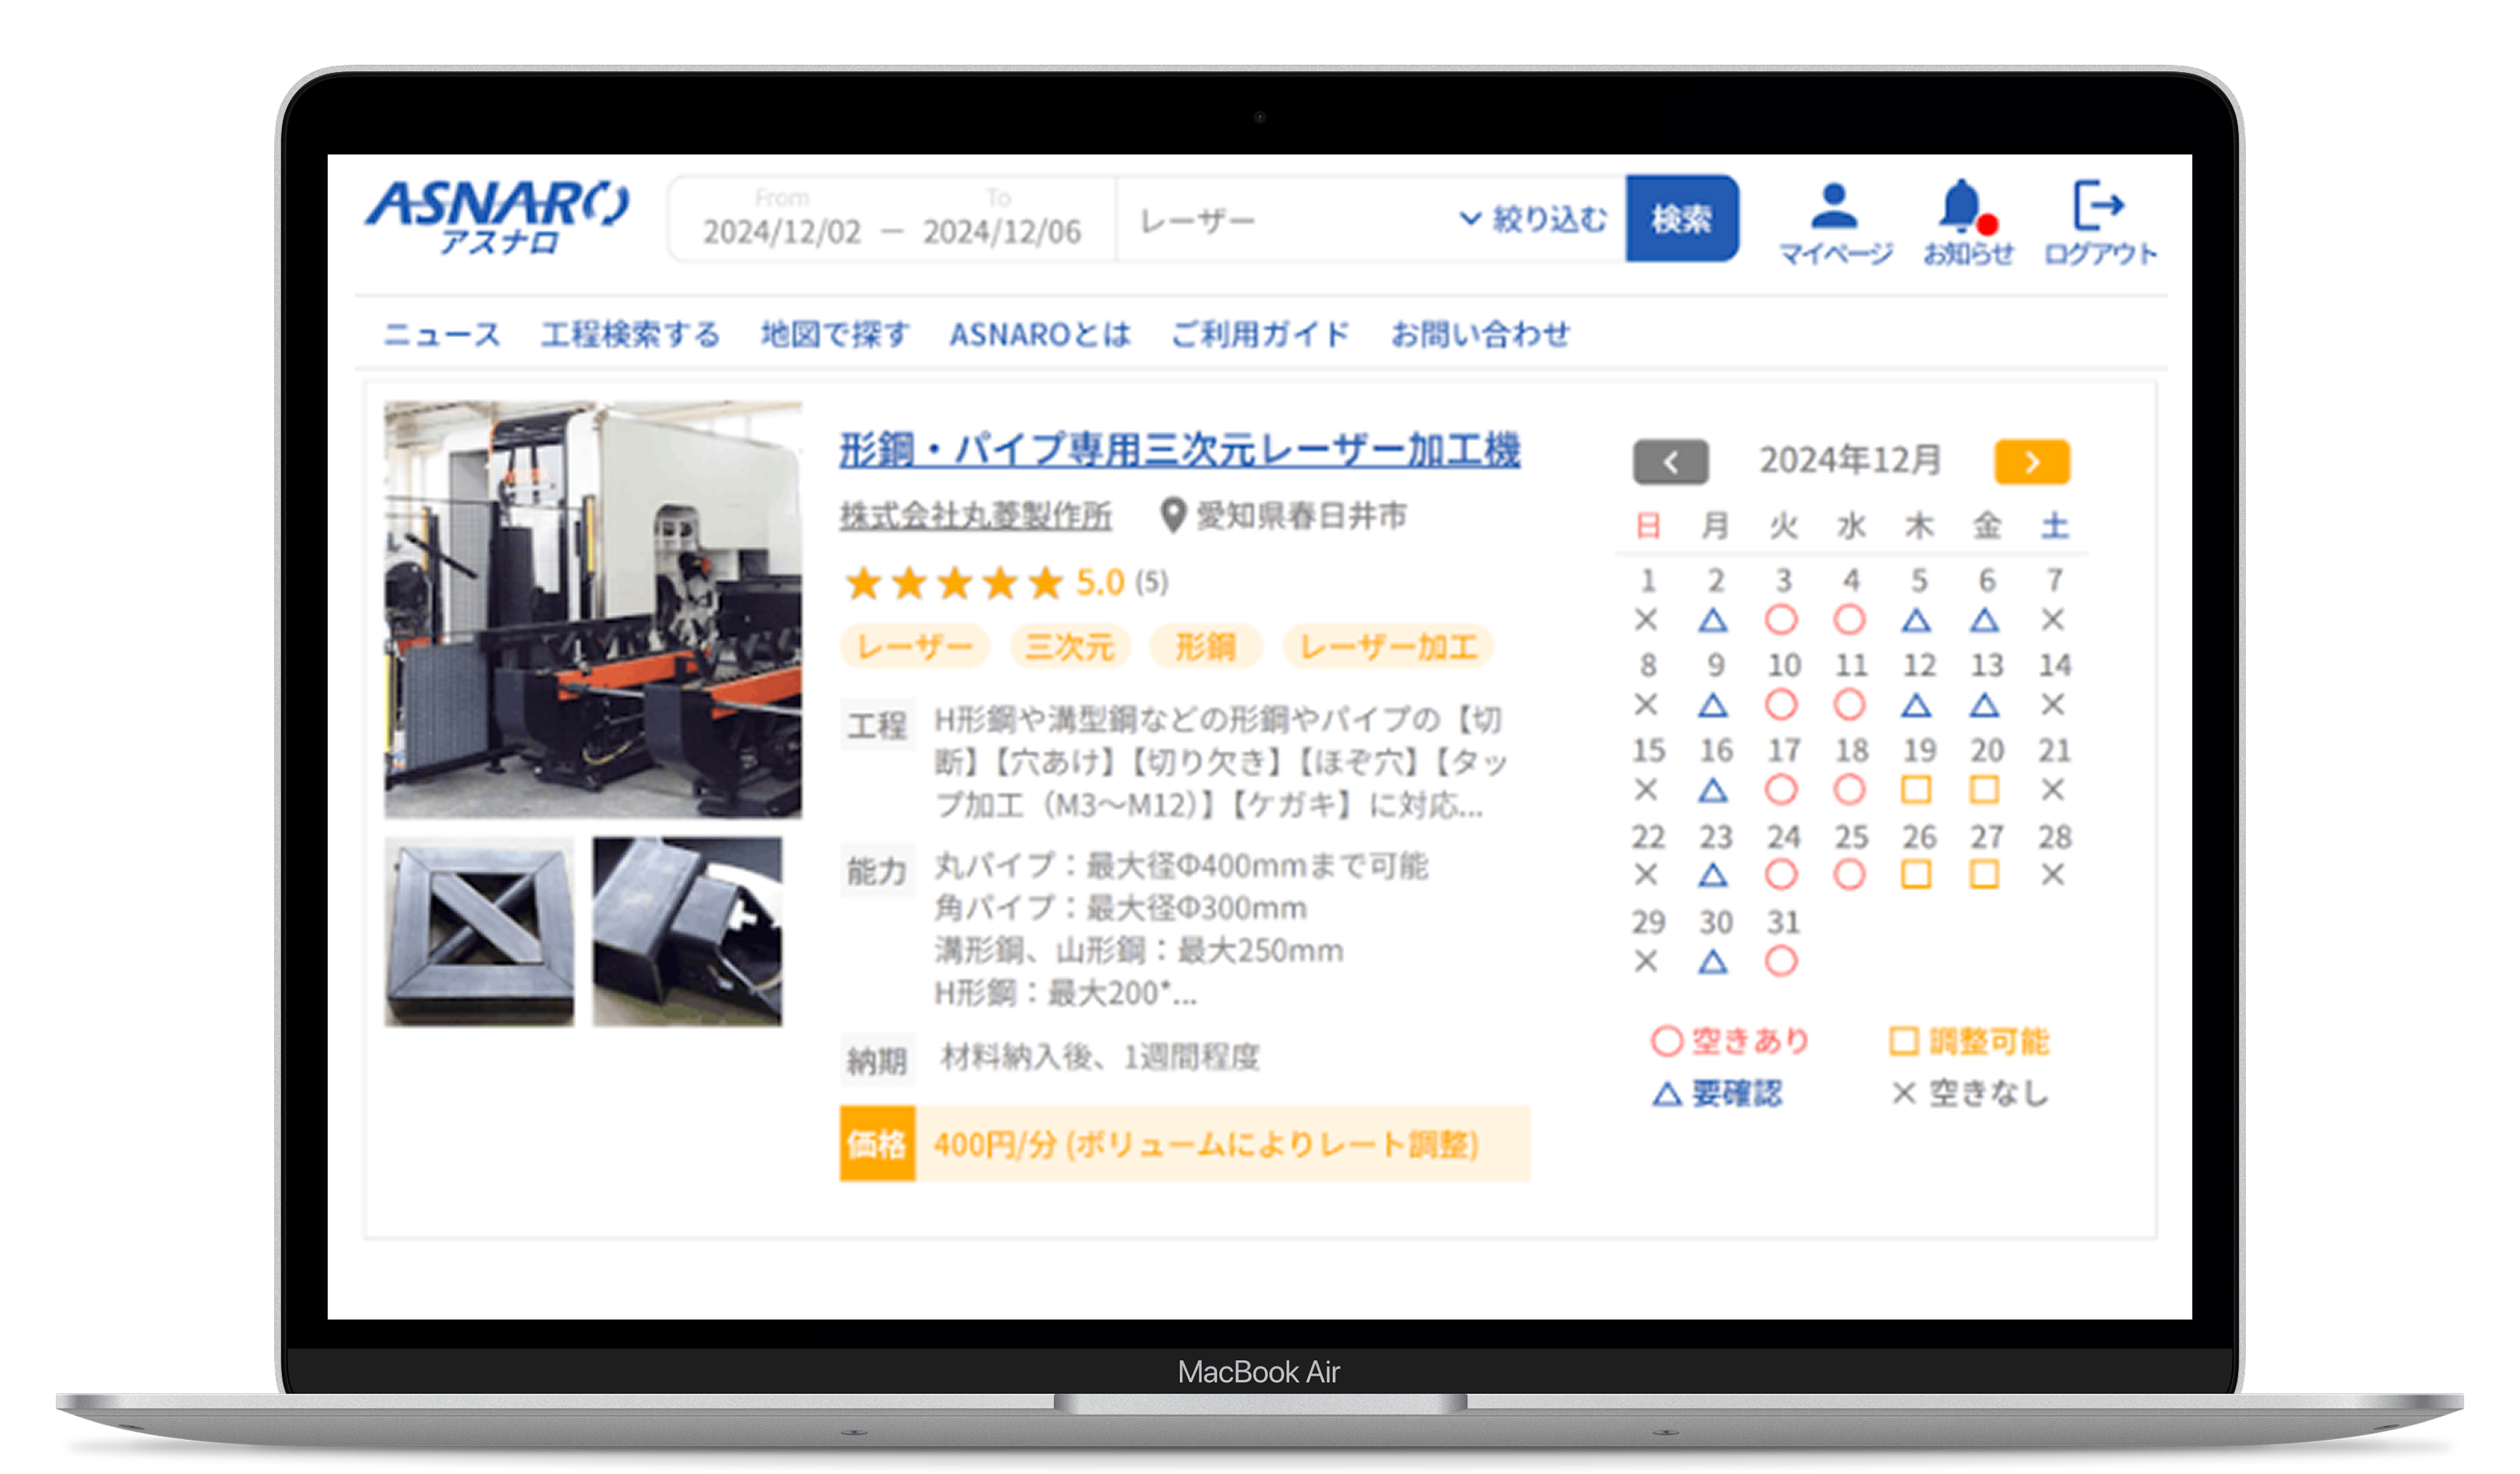 ASNARO
アスナロ
From To
2024/12/02 － 2024/12/06
レーザー
絞り込む
検索
マイページ
お知らせ
ログアウト
ニュース 工程検索する 地図で探す ASNAROとは ご利用ガイド お問い合わせ
形鋼・パイプ専用三次元レーザー加工機
株式会社丸菱製作所 愛知県春日井市
★★★★★ 5.0 (5)
レーザー 三次元 形鋼 レーザー加工
工程
H形鋼や溝型鋼などの形鋼やパイプの【切
断】【穴あけ】【切り欠き】【ほぞ穴】【タッ
プ加工（M3～M12）】【ケガキ】に対応...
能力
丸パイプ：最大径Φ400mmまで可能
角パイプ：最大径Φ300mm
溝形鋼、山形鋼：最大250mm
H形鋼：最大200*...
納期
材料納入後、1週間程度
価格
400円/分 (ボリュームによりレート調整)
2024年12月
日 月 火 水 木 金 土
1 2 3 4 5 6 7
× △ ○ ○ △ △ ×
8 9 10 11 12 13 14
× △ ○ ○ △ △ ×
15 16 17 18 19 20 21
× △ ○ ○ □ □ ×
22 23 24 25 26 27 28
× △ ○ ○ □ □ ×
29 30 31
× △ ○
○ 空きあり □ 調整可能
△ 要確認 × 空きなし
MacBook Air